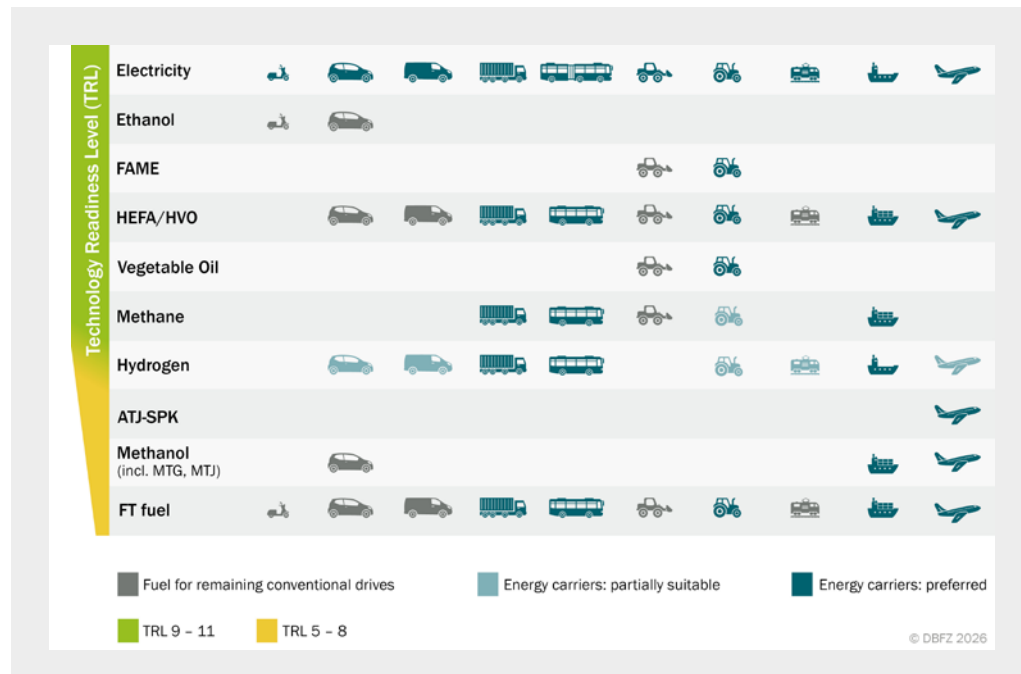 Technology Readiness Level (TRL)
Electricity
Ethanol
FAME
HEFA/HVO
Vegetable Oil
Methane
Hydrogen
ATJ-SPK
Methanol
(incl. MTG, MTJ)
FT fuel
Fuel for remaining conventional drives
Energy carriers: partially suitable
Energy carriers: preferred
TRL 9 – 11
TRL 5 – 8
© DBFZ 2026